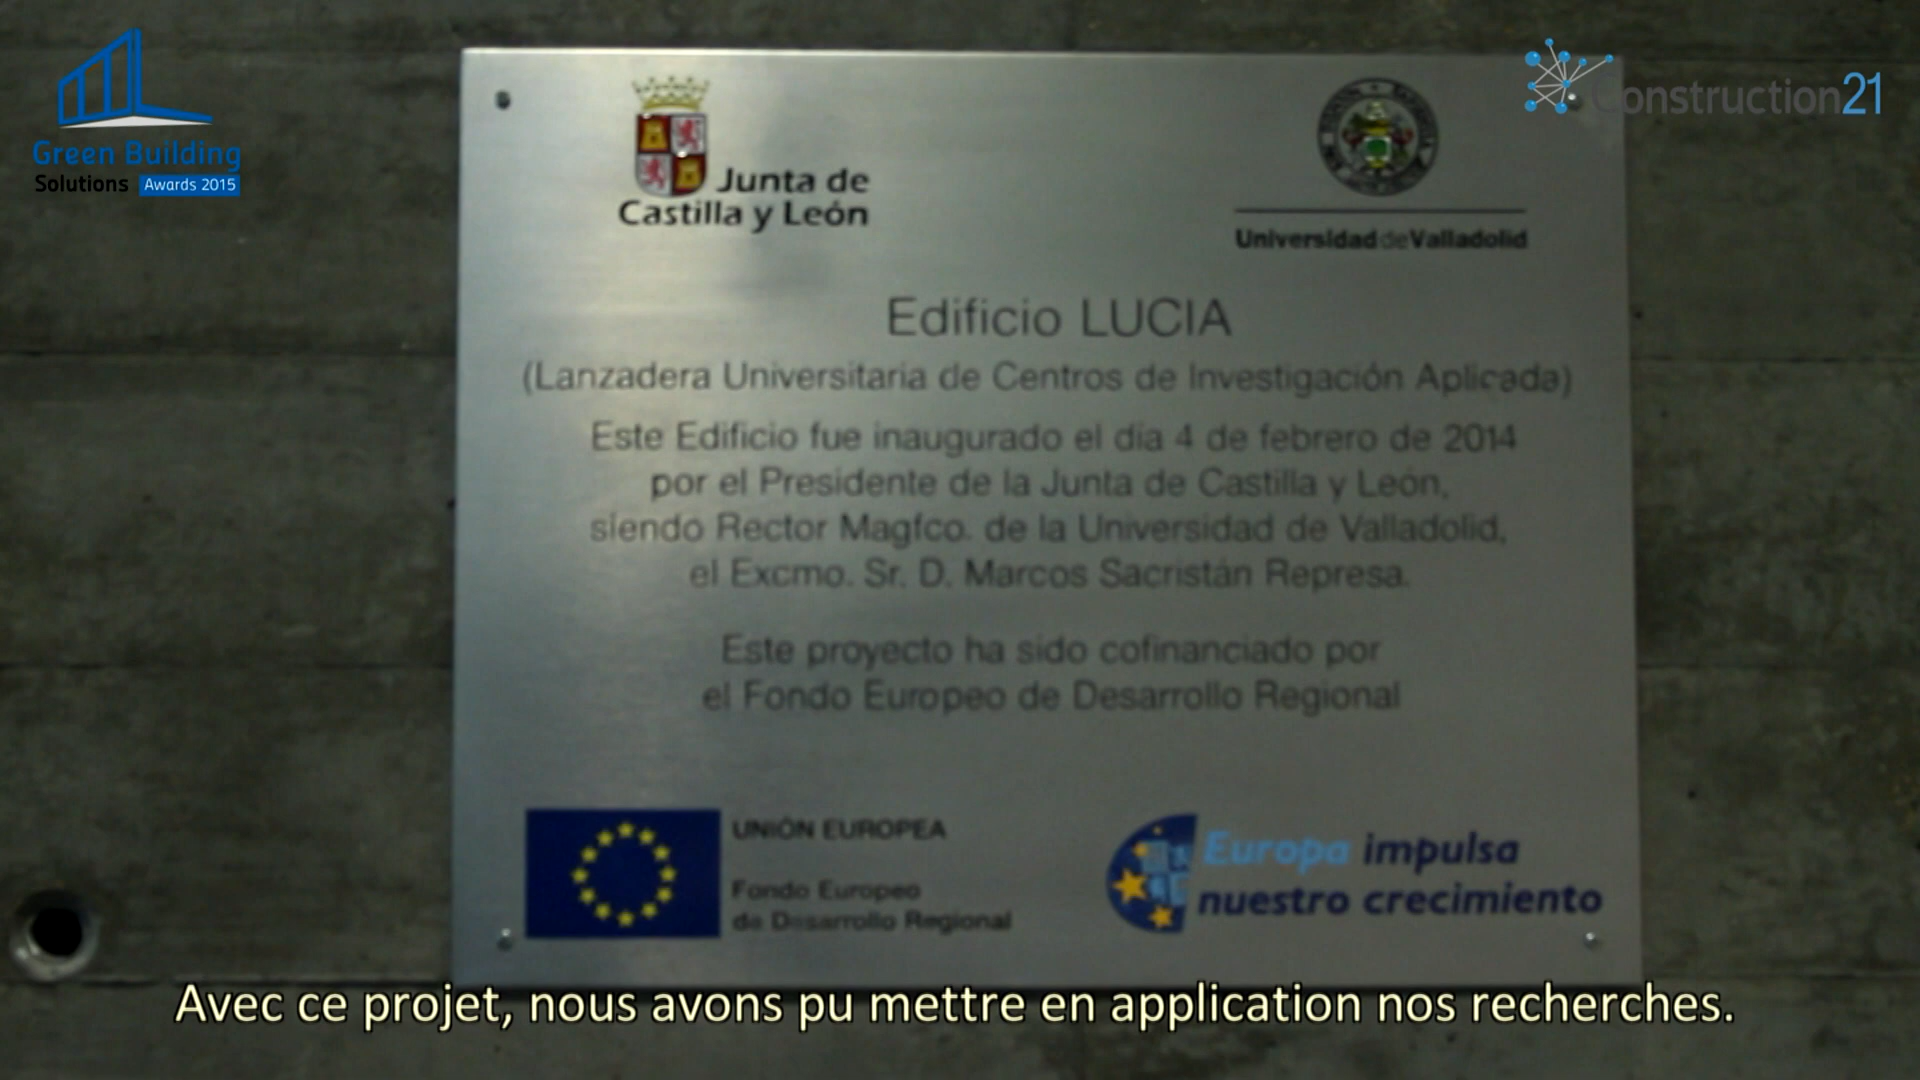 Green Building
Solutions Awards 2015
Construction21
Junta de
Castilla y León
Universidad de Valladolid
Edificio LUCIA
(Lanzadera Universitaria de Centros de Investigación Aplicada)
Este Edificio fue inaugurado el día 4 de febrero de 2014
por el Presidente de la Junta de Castilla y León,
siendo Rector Magfco. de la Universidad de Valladolid,
el Excmo. Sr. D. Marcos Sacristán Represa.
Este proyecto ha sido cofinanciado por
el Fondo Europeo de Desarrollo Regional
UNIÓN EUROPEA
Fondo Europeo
de Desarrollo Regional
Europa impulsa
nuestro crecimiento
Avec ce projet, nous avons pu mettre en application nos recherches.